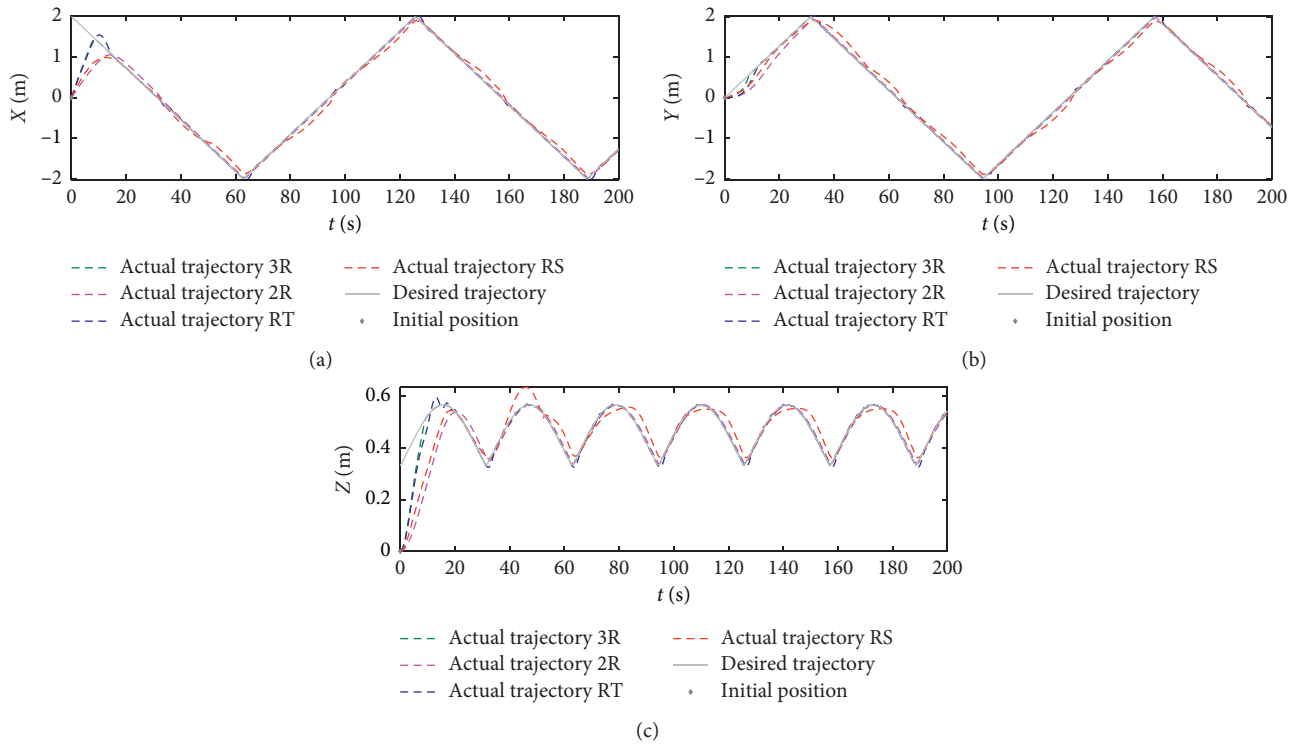 2
1
0
–1
–2
X (m)
0 20 40 60 80 100 120 140 160 180 200
t (s)
Actual trajectory 3R
Actual trajectory 2R
Actual trajectory RT
Actual trajectory RS
Desired trajectory
Initial position
(a)
2
1
0
–1
–2
Y (m)
0 20 40 60 80 100 120 140 160 180 200
t (s)
Actual trajectory 3R
Actual trajectory 2R
Actual trajectory RT
Actual trajectory RS
Desired trajectory
Initial position
(b)
0.6
0.4
0.2
0
Z (m)
0 20 40 60 80 100 120 140 160 180 200
t (s)
Actual trajectory 3R
Actual trajectory 2R
Actual trajectory RT
Actual trajectory RS
Desired trajectory
Initial position
(c)